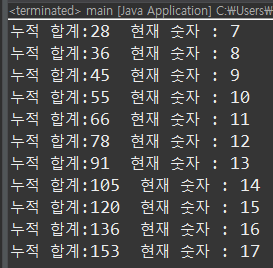 <terminated> main [Java Application] C:\Users\
누적 합계:28  현재 숫자 : 7
누적 합계:36  현재 숫자 : 8
누적 합계:45  현재 숫자 : 9
누적 합계:55  현재 숫자 : 10
누적 합계:66  현재 숫자 : 11
누적 합계:78  현재 숫자 : 12
누적 합계:91  현재 숫자 : 13
누적 합계:105  현재 숫자 : 14
누적 합계:120  현재 숫자 : 15
누적 합계:136  현재 숫자 : 16
누적 합계:153  현재 숫자 : 17